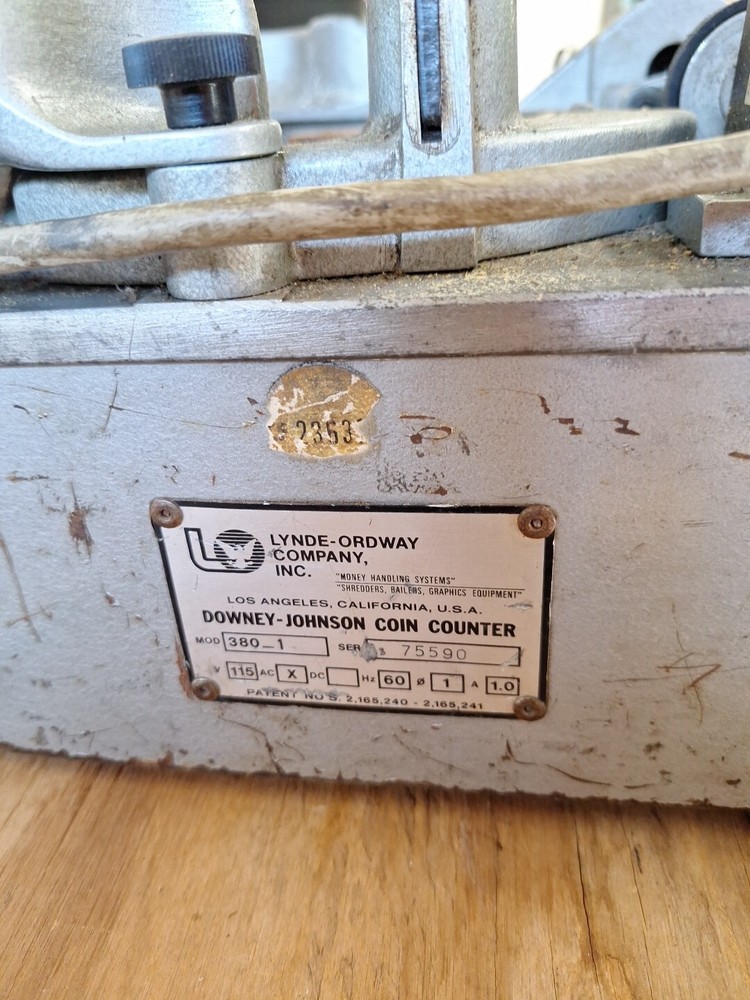 2353
LYNDE-ORDWAY
COMPANY,
INC.
"MONEY HANDLING SYSTEMS"
"SHREDDERS, BAILERS, GRAPHICS EQUIPMENT"
LOS ANGELES, CALIFORNIA, U.S.A.
DOWNEY-JOHNSON COIN COUNTER
MOD 380-1 SER 75590
V 115 AC X DC Hz 60 ø 1 A 1.0
PATENT NO'S. 2,165,240 - 2,165,241